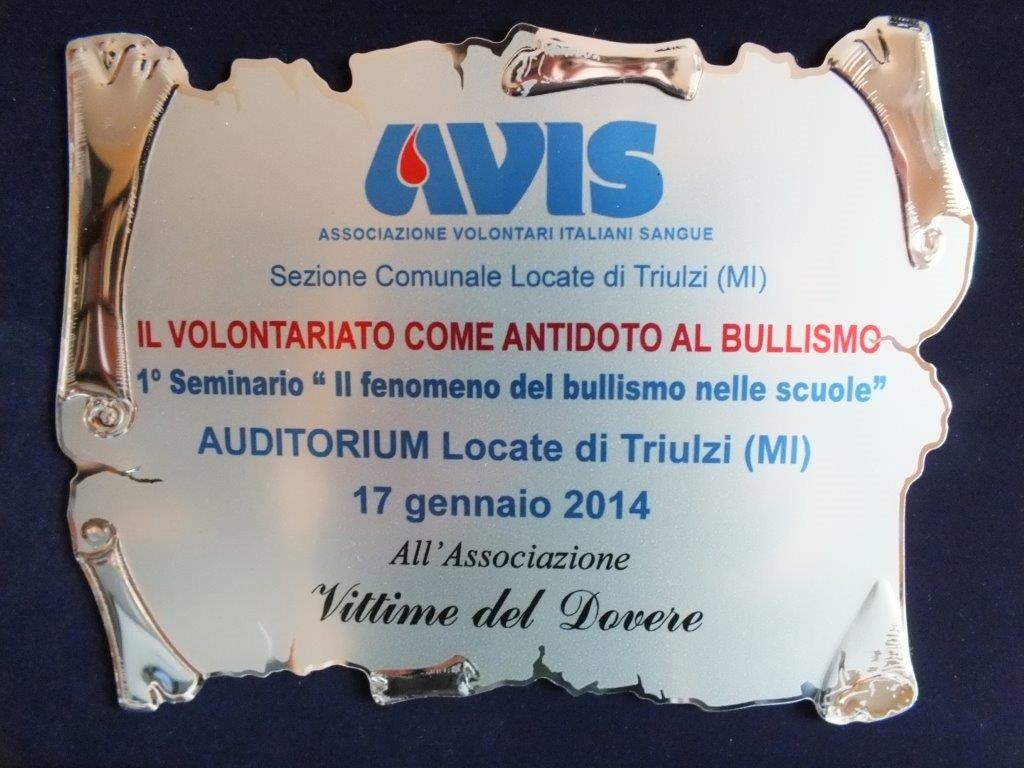 AVIS
ASSOCIAZIONE VOLONTARI ITALIANI SANGUE
Sezione Comunale Locate di Triulzi (MI)
IL VOLONTARIATO COME ANTIDOTO AL BULLISMO
1° Seminario “ Il fenomeno del bullismo nelle scuole”
AUDITORIUM Locate di Triulzi (MI)
17 gennaio 2014
All’Associazione
Vittime del Dovere